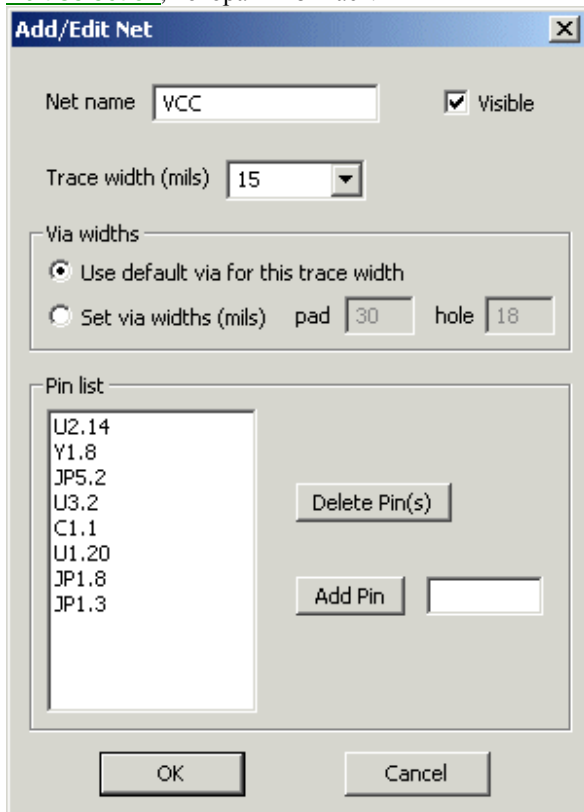 Add/Edit Net
Net name VCC Visible
Trace width (mils) 15
Via widths
Use default via for this trace width
Set via widths (mils) pad 30 hole 18
Pin list
U2.14
Y1.8
JP5.2
U3.2
C1.1
U1.20
JP1.8
JP1.3
Delete Pin(s)
Add Pin
OK Cancel